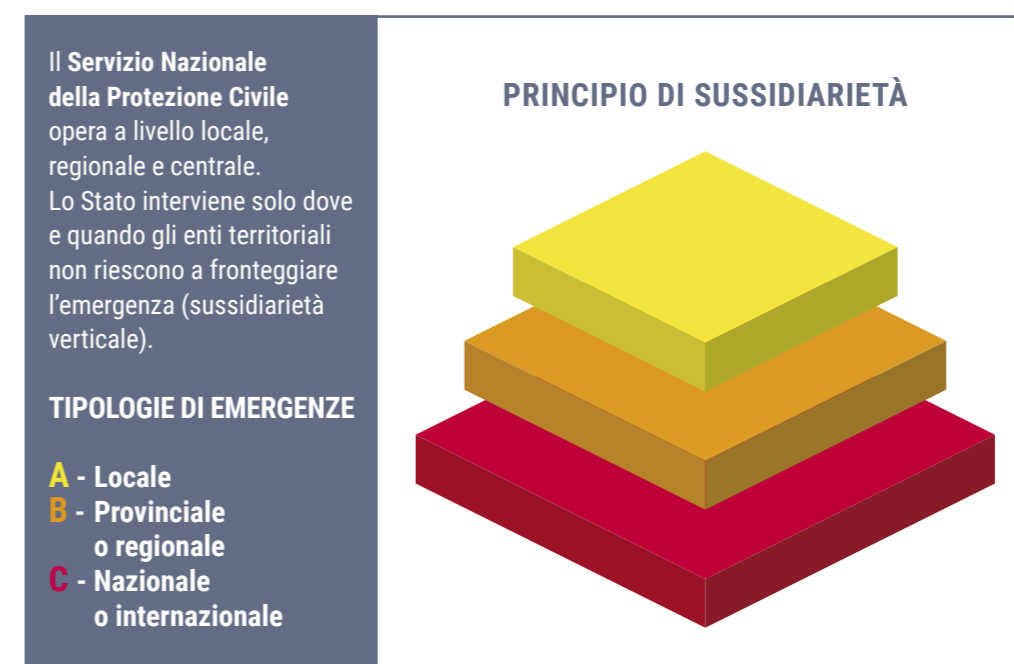 Il Servizio Nazionale
della Protezione Civile
opera a livello locale,
regionale e centrale.
Lo Stato interviene solo dove
e quando gli enti territoriali
non riescono a fronteggiare
l’emergenza (sussidiarietà
verticale).
TIPOLOGIE DI EMERGENZE
A - Locale
B - Provinciale
o regionale
C - Nazionale
o internazionale
PRINCIPIO DI SUSSIDIARIETÀ